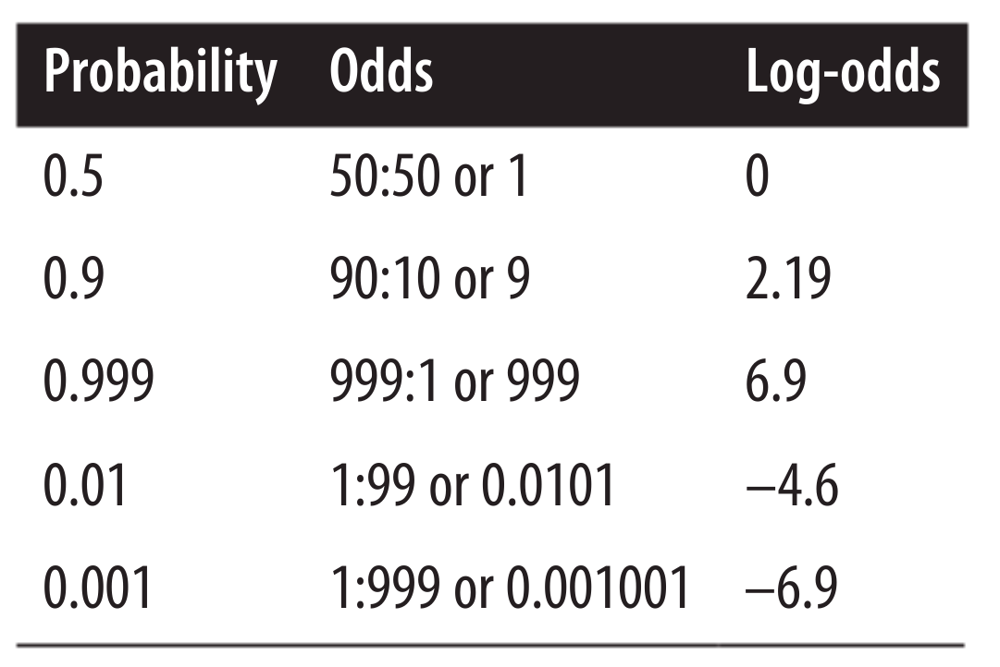 Probability Odds Log-odds
0.5 50:50 or 1 0
0.9 90:10 or 9 2.19
0.999 999:1 or 999 6.9
0.01 1:99 or 0.0101 –4.6
0.001 1:999 or 0.001001 –6.9